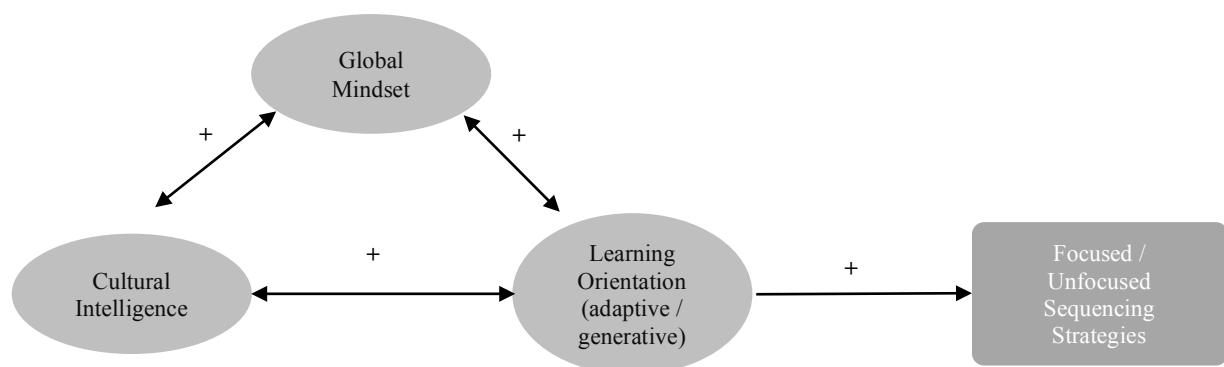 Global
Mindset
+
+
Cultural
Intelligence
+
Learning
Orientation
(adaptive /
generative)
+
Focused /
Unfocused
Sequencing
Strategies